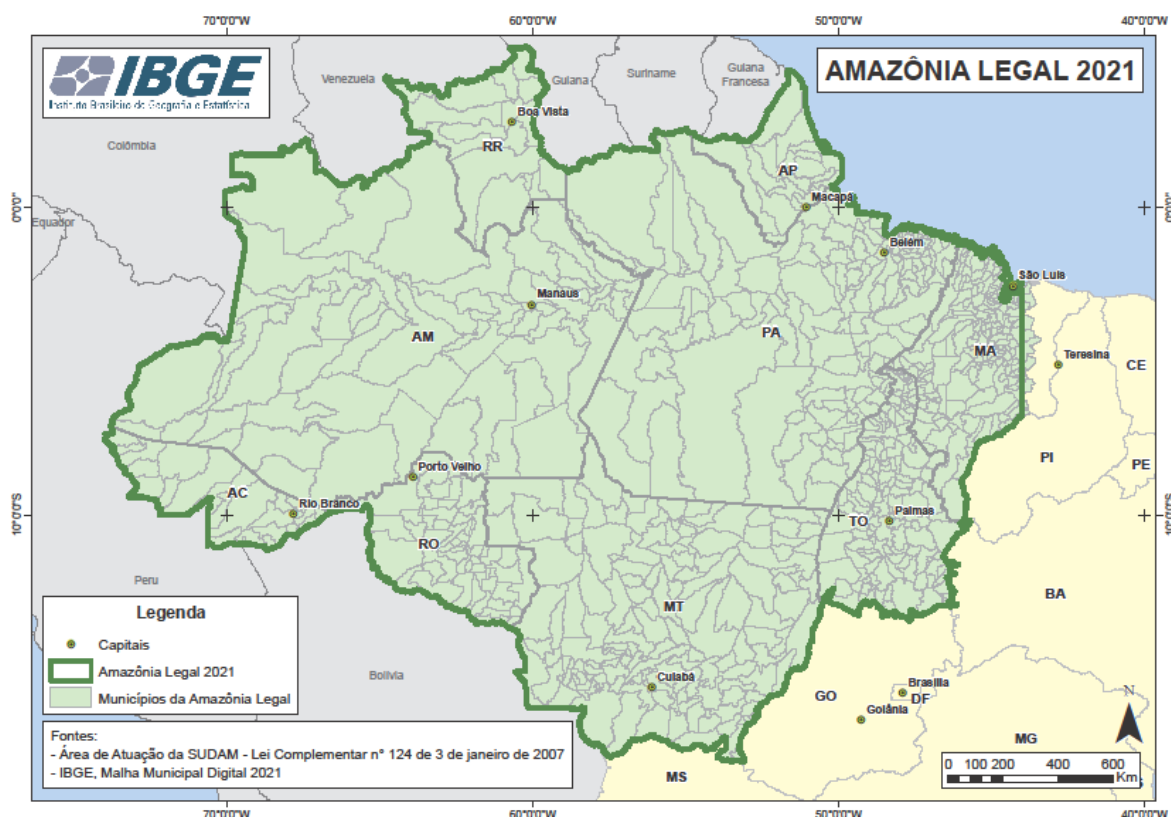 70°0'0"W 60°0'0"W 50°0'0"W 40°0'0"W
IBGE
Instituto Brasileiro de Geografia e Estatística
AMAZÔNIA LEGAL 2021
Venezuela
Guiana
Suriname
Guiana
Francesa
Colômbia
Boa Vista
RR
AP
Macapá
0°0'0"
0°0'0"
Equador
Belém
São Luis
Manaus
AM
PA
MA
Teresina
CE
PI
PE
Porto Velho
AC
Rio Branco
TO
Palmas
10°0'0"S
10°0'0"S
RO
Peru
MT
BA
Bolívia
Cuiabá
GO
Brasília
DF
Goiânia
MG
MS
N
Legenda
Capitais
Amazônia Legal 2021
Municípios da Amazônia Legal
Fontes:
- Área de Atuação da SUDAM - Lei Complementar n° 124 de 3 de janeiro de 2007
- IBGE, Malha Municipal Digital 2021
0 100 200 400 600
Km
70°0'0"W 60°0'0"W 50°0'0"W 40°0'0"W